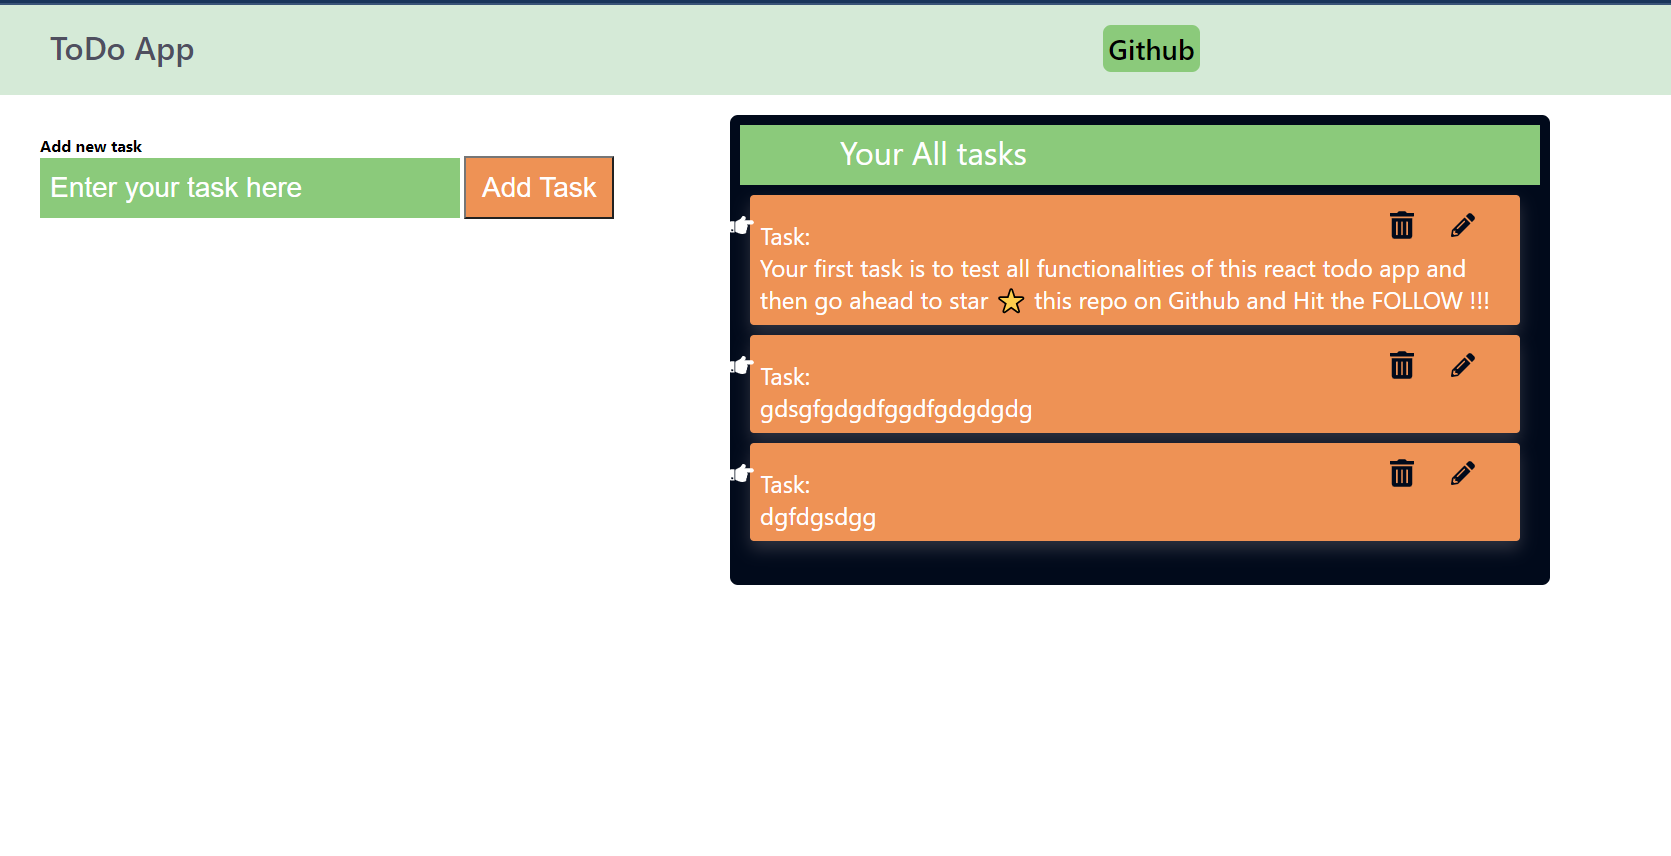 ToDo App
Github
Add new task
Enter your task here
Add Task
Your All tasks
Task:
Your first task is to test all functionalities of this react todo app and
then go ahead to star ⭐ this repo on Github and Hit the FOLLOW !!!
Task:
gdsgfgdgdfggdfgdgdgdg
Task:
dgfdgsdgg